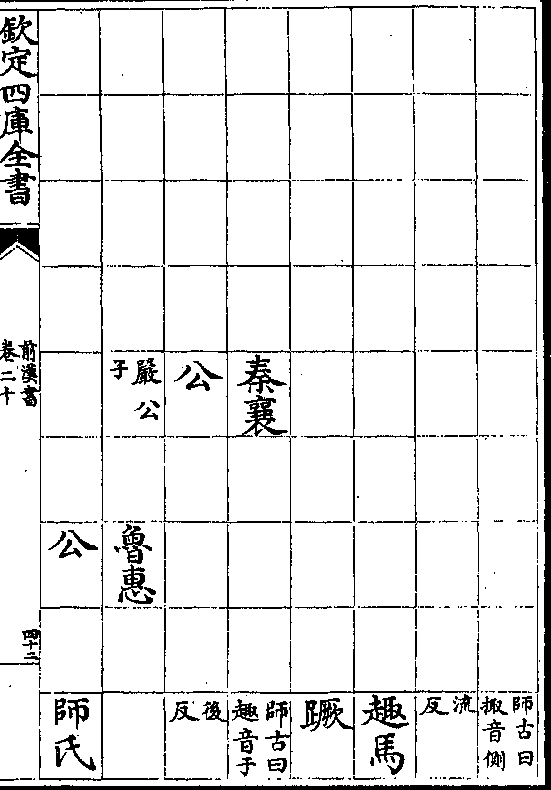 師古曰掫音側
流反
趣馬
蹶
師古曰趣音于
後反
師氏
秦襄
公
嚴公
子
魯惠
公
欽定四庫全書
前漢書
卷二十
四十二